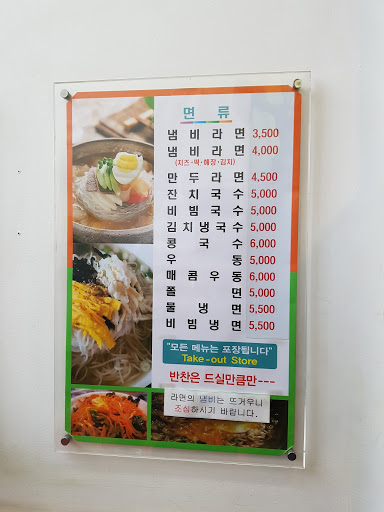 면 류
냄비라면 3,500
냄비라면 4,000
(치즈·떡·해장·김치)
만두라면 4,500
잔치국수 5,000
비빔국수 5,000
김치냉국수 5,000
콩국수 6,000
우동 5,000
매콤우동 6,000
쫄면 5,500
물냉면 5,500
비빔냉면 5,500
"모든 메뉴는 포장됩니다"
Take-out Store
반찬은 드실만큼만---
라면의 냄비는 뜨거우니
조심하시기 바랍니다.